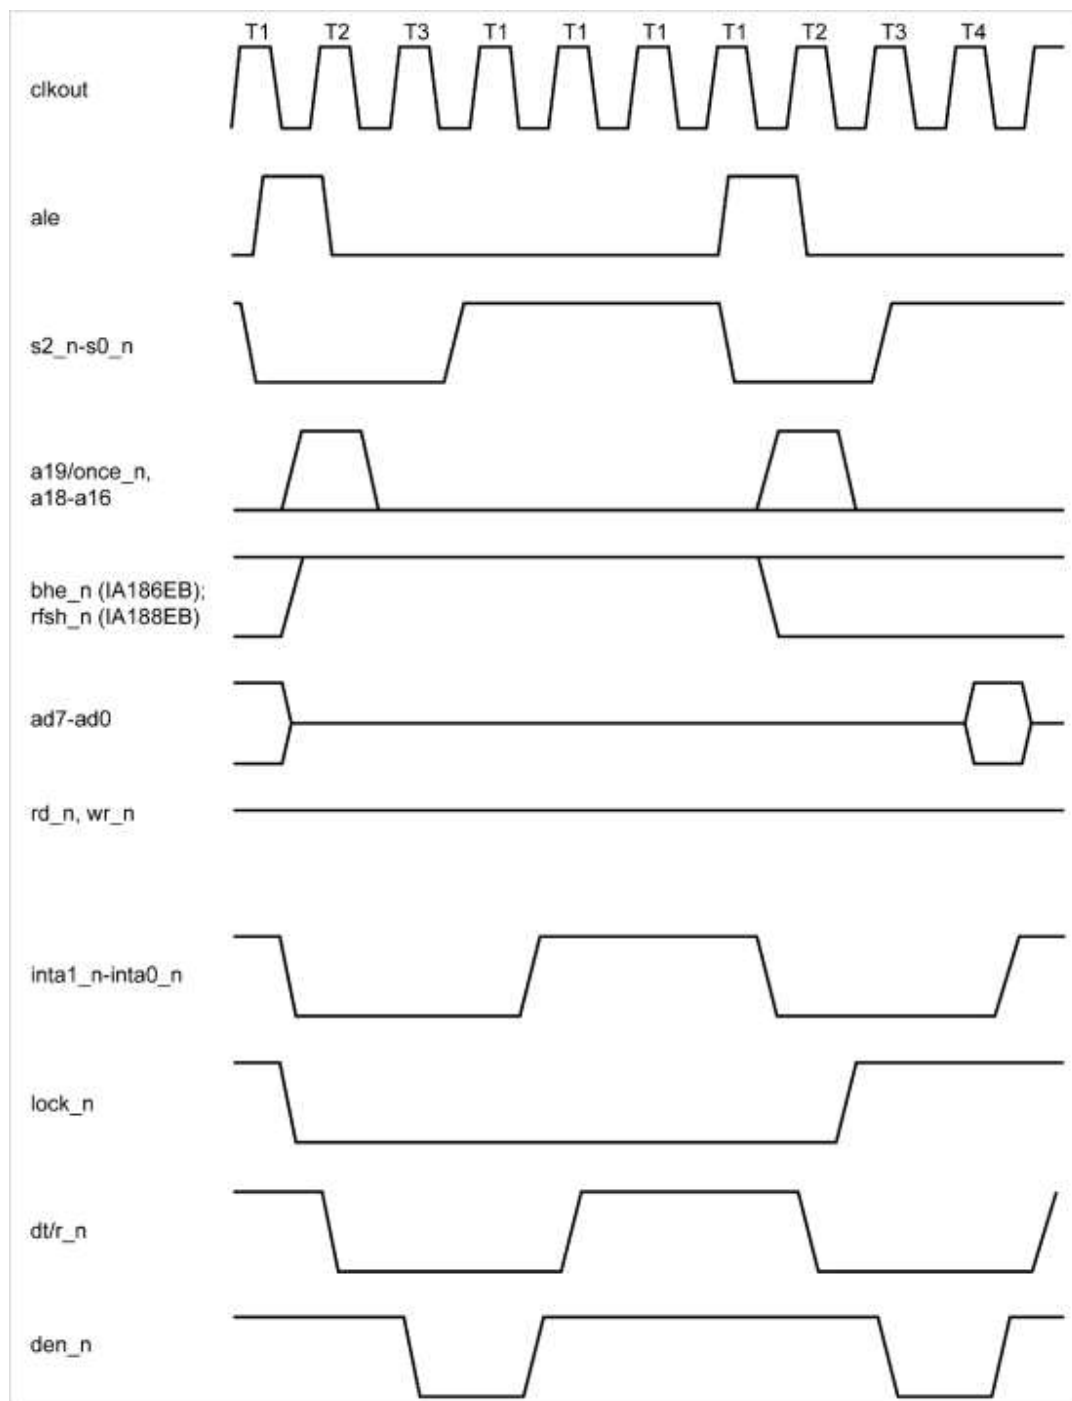 T1 T2 T3 T1 T1 T1 T1 T2 T3 T4
clkout
ale
s2_n-s0_n
a19/once_n,
a18-a16
bhe_n (IA186EB);
rfsh_n (IA188EB)
ad7-ad0
rd_n, wr_n
inta1_n-inta0_n
lock_n
dt/r_n
den_n